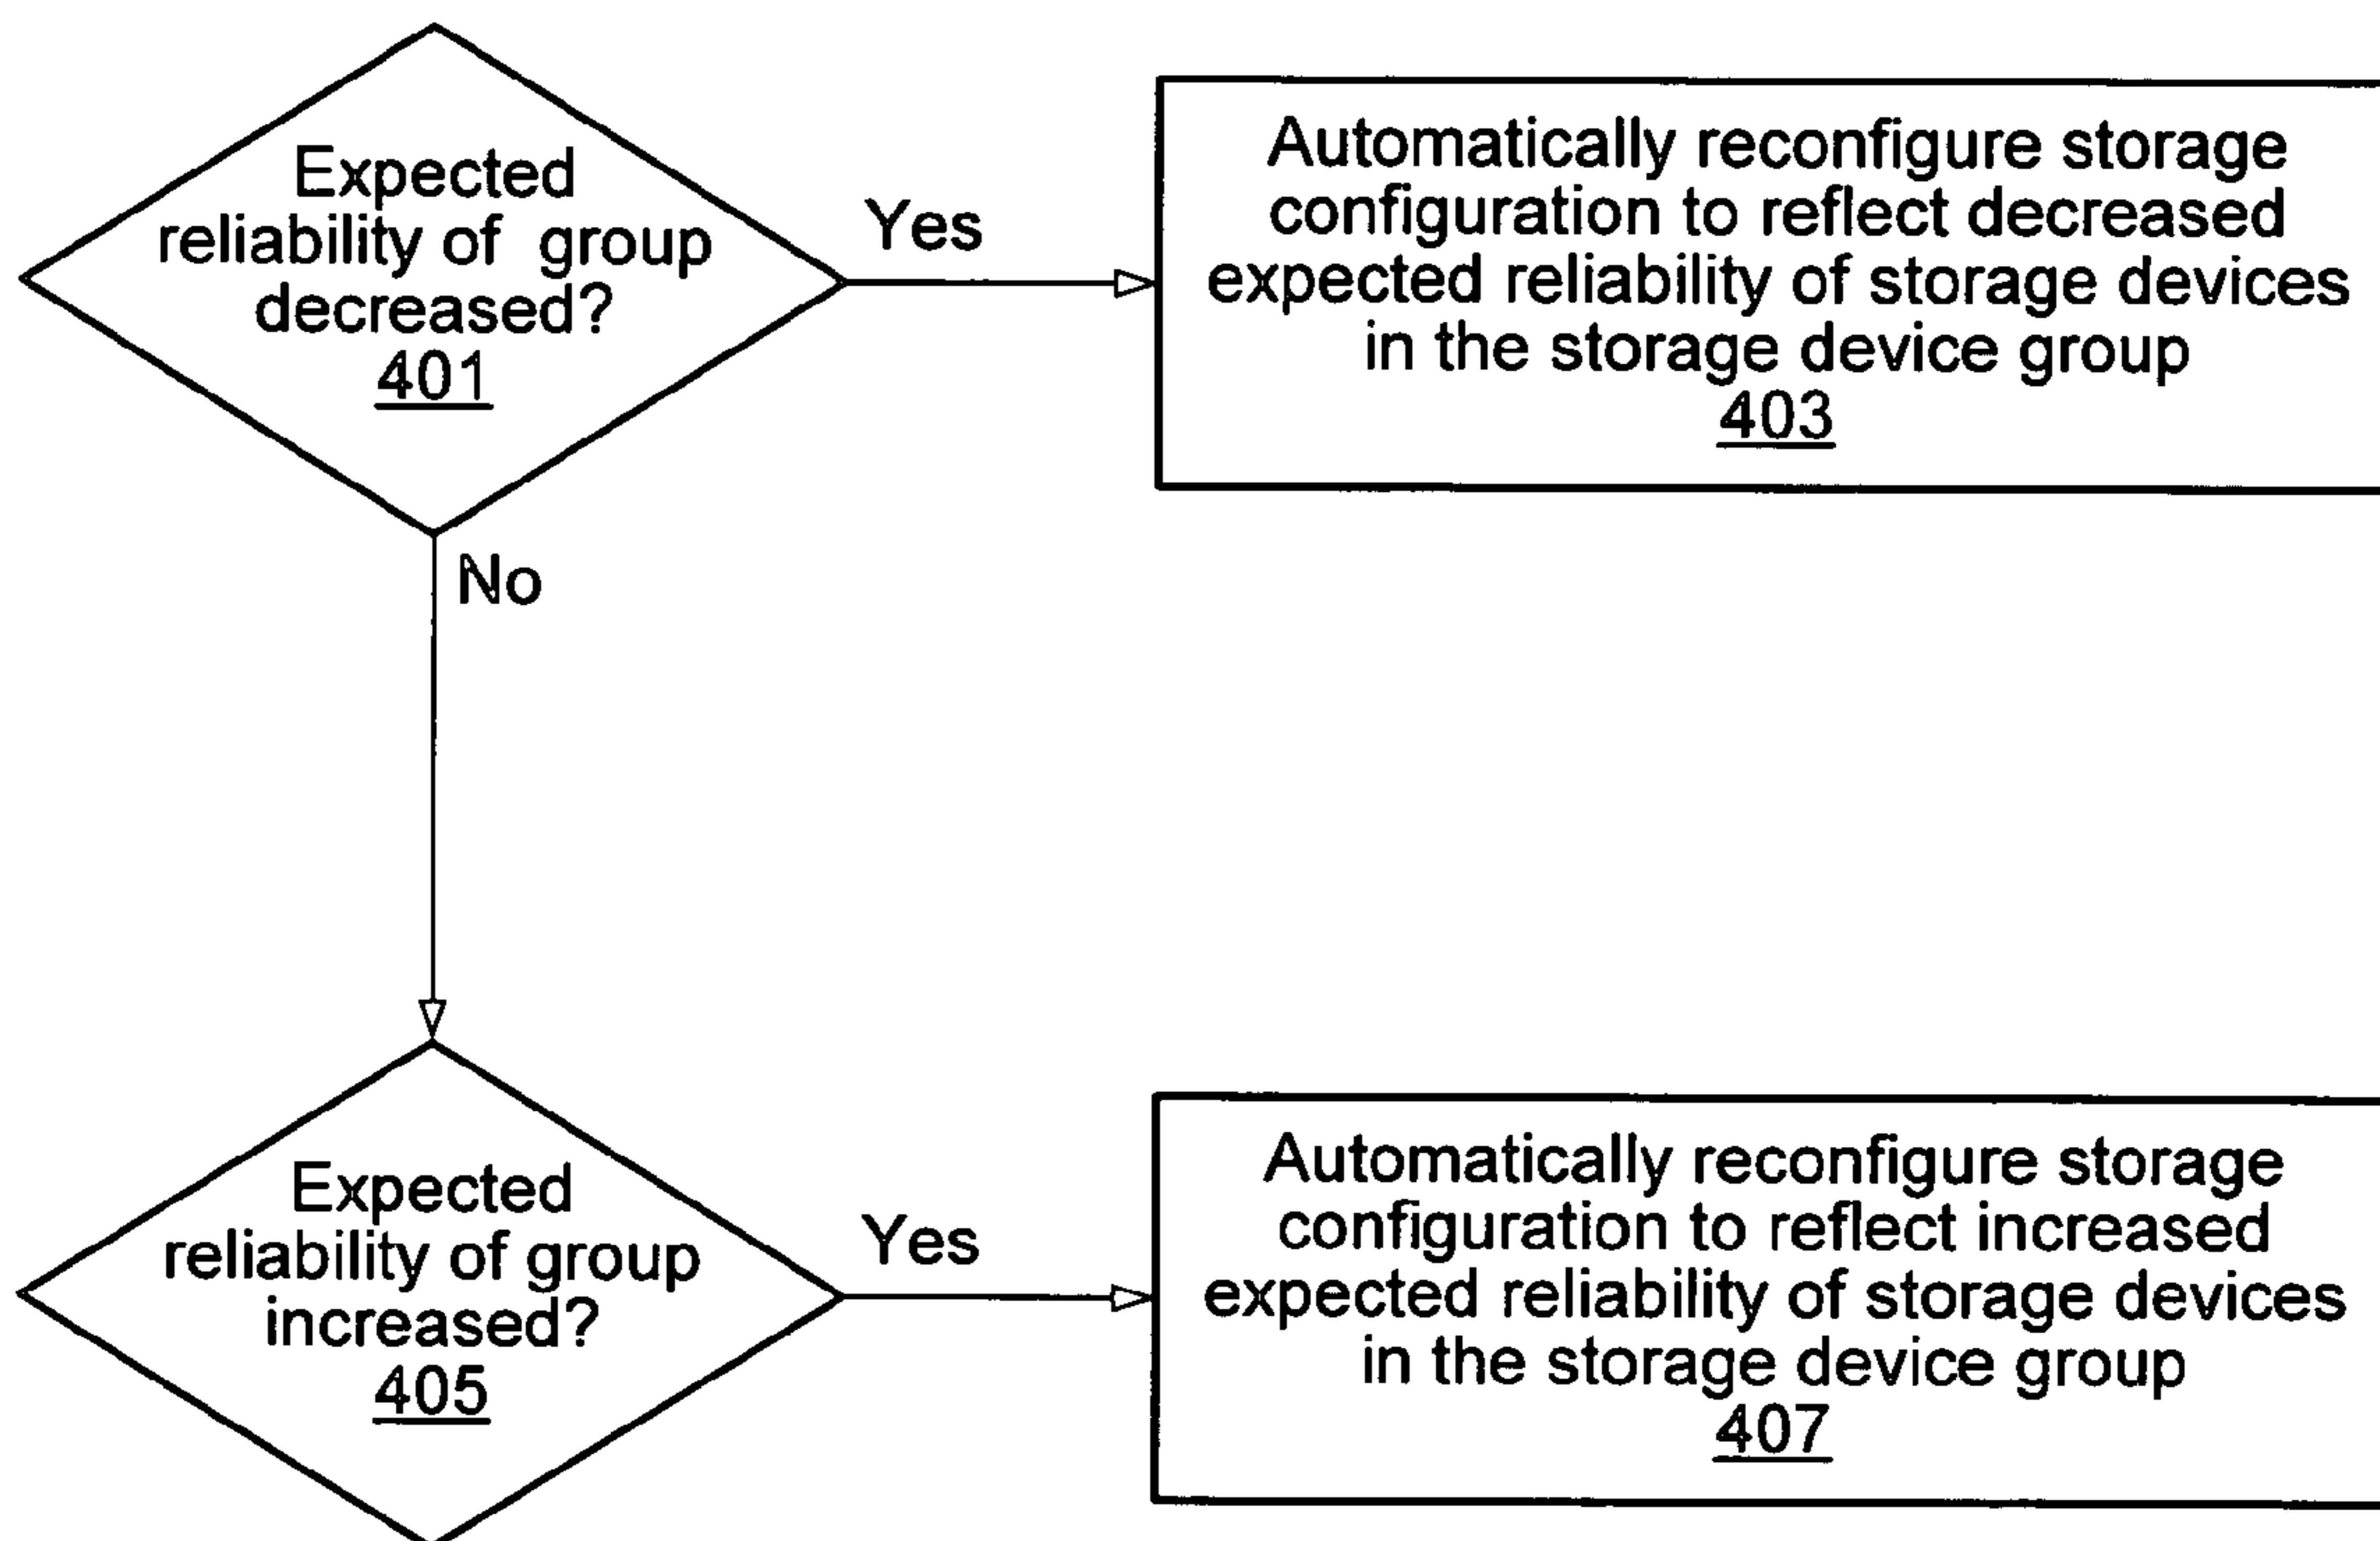 Expected
reliability of group
decreased?
401
Yes
Automatically reconfigure storage
configuration to reflect decreased
expected reliability of storage devices
in the storage device group
403
No
Expected
reliability of group
increased?
405
Yes
Automatically reconfigure storage
configuration to reflect increased
expected reliability of storage devices
in the storage device group
407